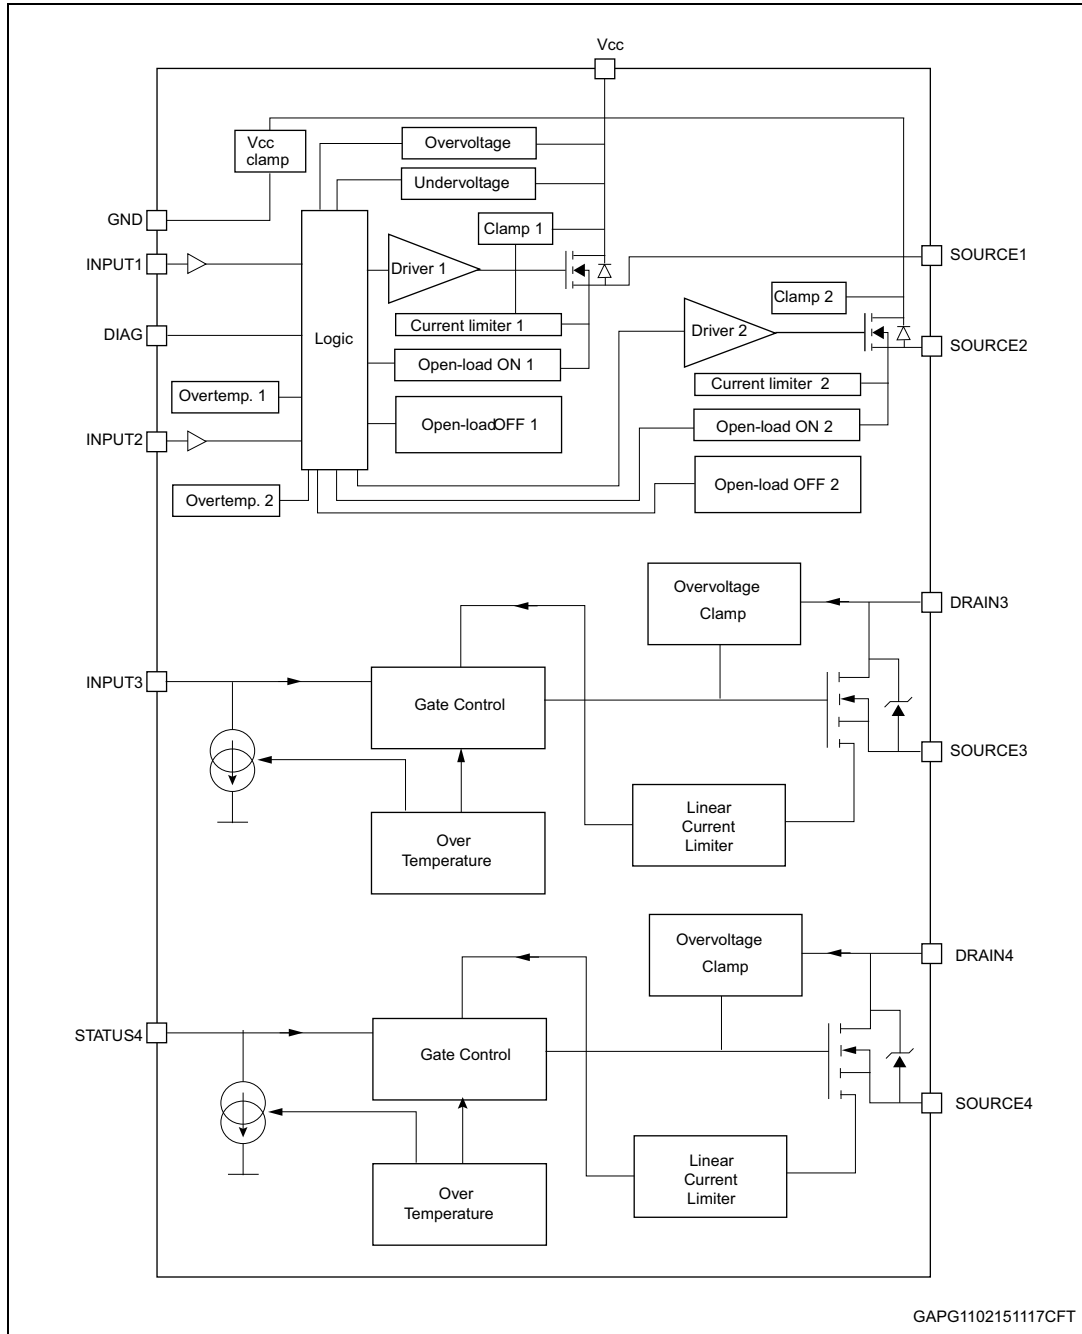 Vcc
Vcc
clamp
Overvoltage
Undervoltage
GND
Clamp 1
INPUT1
Driver 1
SOURCE1
Clamp 2
Current limiter 1
DIAG
Logic
Driver 2
SOURCE2
Open-load ON 1
Current limiter 2
Overtemp. 1
Open-loadOFF 1
Open-load ON 2
INPUT2
Overtemp. 2
Open-load OFF 2
Overvoltage
Clamp
DRAIN3
INPUT3
Gate Control
SOURCE3
Linear
Current
Limiter
Over
Temperature
Overvoltage
Clamp
DRAIN4
STATUS4
Gate Control
SOURCE4
Linear
Current
Limiter
Over
Temperature
GAPG1102151117CFT